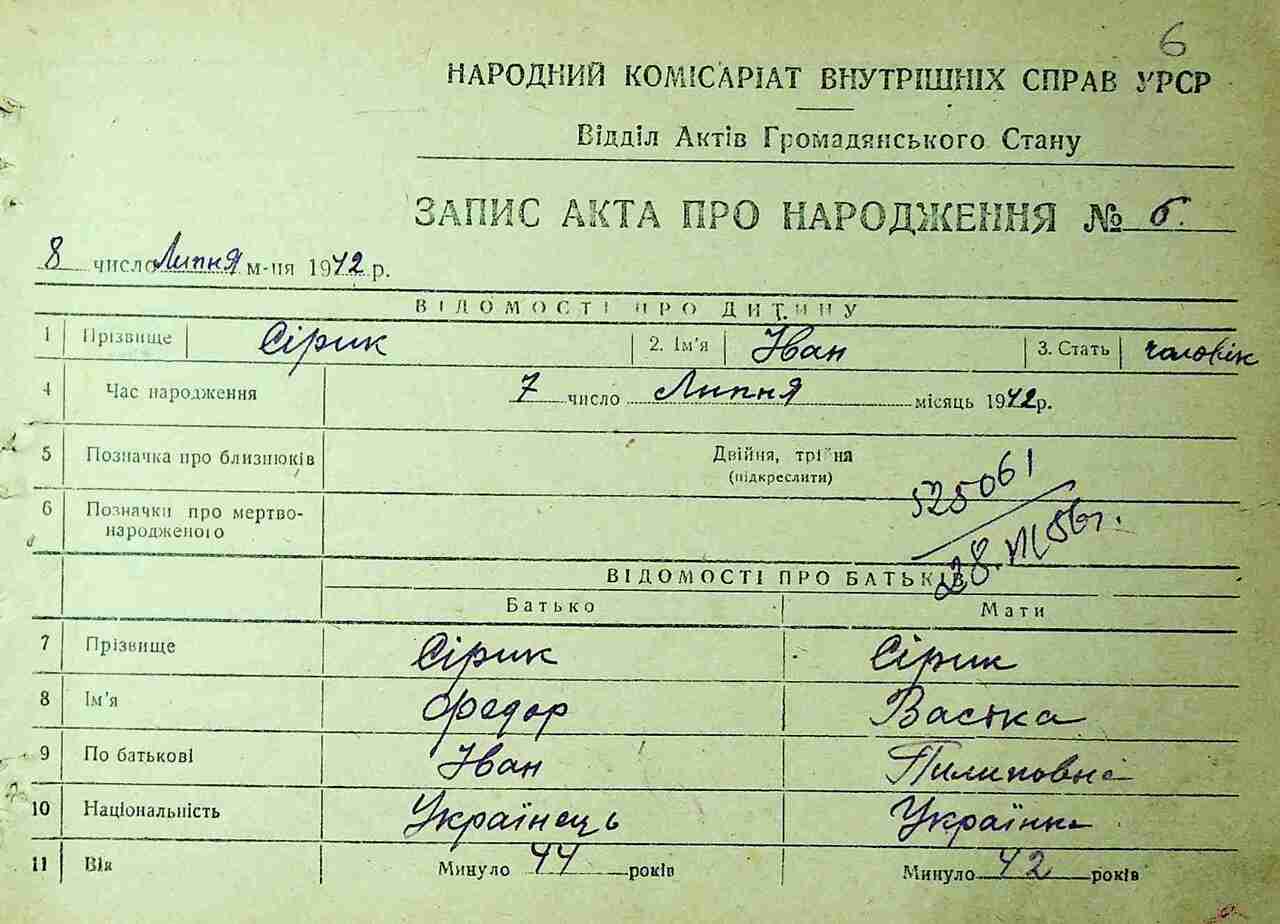 6
НАРОДНИЙ КОМІСАРІАТ ВНУТРІШНІХ СПРАВ УРСР
Відділ Актів Громадянського Стану
ЗАПИС АКТА ПРО НАРОДЖЕННЯ № 6.
8 число Липня м-ця 1942 р.
ВІДОМОСТІ ПРО ДИТИНУ
1 Прізвище Сірик 2. Ім'я Іван 3. Стать чоловік
4 Час народження 7 число Липня місяць 1942 р.
5 Позначка про близнюків Двійня, трійня
(підкреслити)
525061
6 Позначки про мертво-
народженого
28 VII 56 г.
ВІДОМОСТІ ПРО БАТЬКІВ
Батько Мати
7 Прізвище Сірик Сірик
8 Ім'я Федор Васька
9 По батькові Іван Пилиповна
10 Національність Українець Українка
11 Вік Минуло 44 років Минуло 42 років